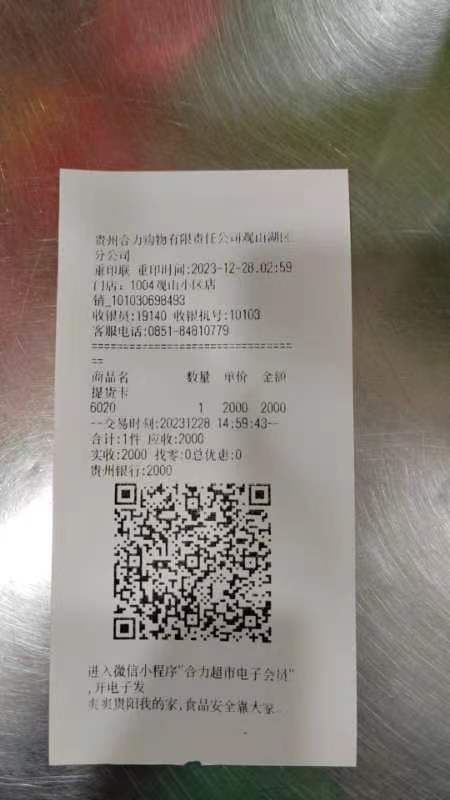 贵州合力购物有限责任公司观山湖区
分公司
重印联 重印时间:2023-12-28.02:59
门店: 1004观山小区店
销_101030698493
收银员:19140 收银机号:10103
客服电话:0851-84810779
================================
==
商品名 数量 单价 金额
提货卡
6020 1 2000 2000
--交易时刻:20231228 14:59:43--
合计:1件 应收:2000
实收:2000 找零:0总优惠:0
贵州银行:2000
进入微信小程序"合力超市电子会员"
,开电子发
爽爽贵阳我的家,食品安全靠大家